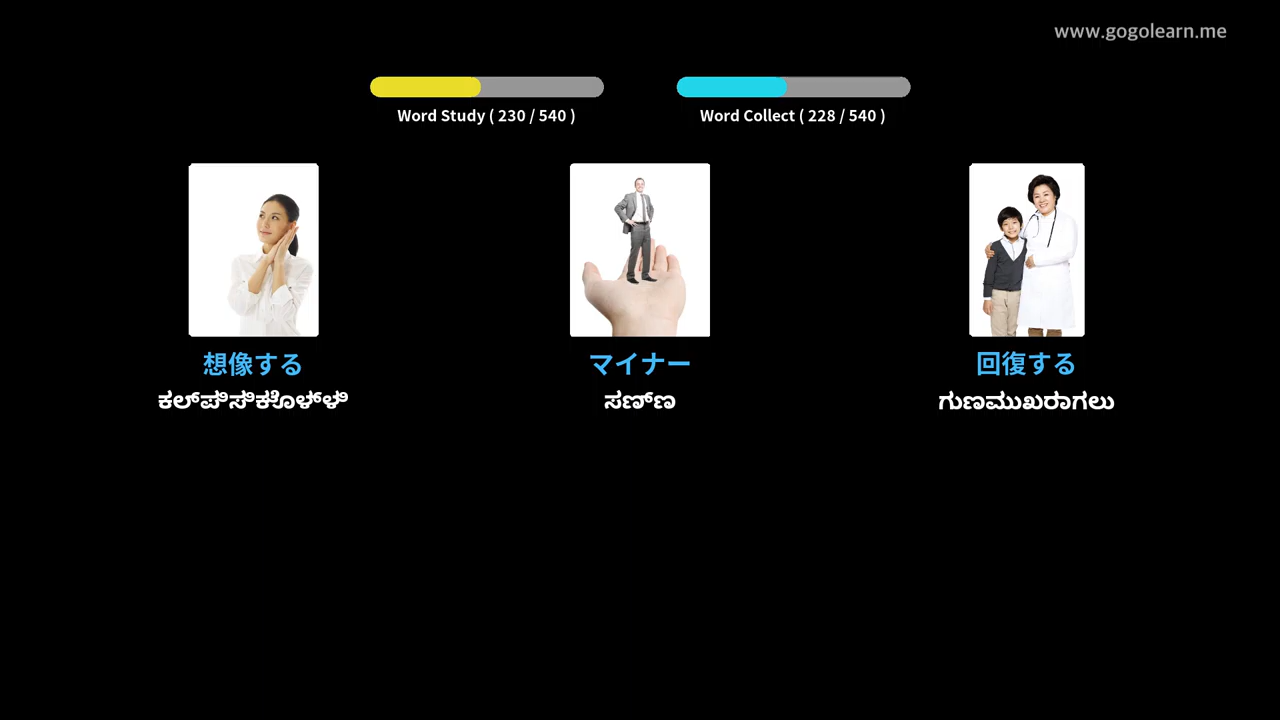 www.gogolearn.me
Word Study ( 230 / 540 )
Word Collect ( 228 / 540 )
想像する
マイナー
回復する
ಕಲ್ಪಿಸಿಕೊಳ್ಳಿ
ಸಣ್ಣ
ಗುಣಮುಖರಾಗಲು